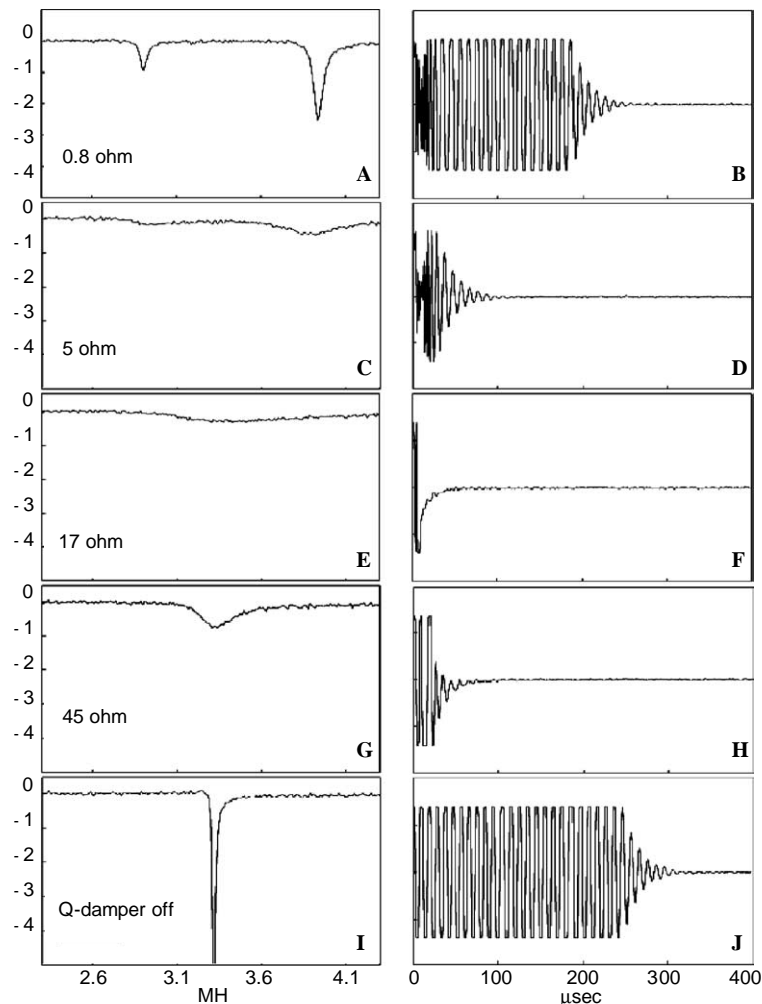 0
- 1
- 2
- 3
- 4
0.8 ohm
A
B
0
- 1
- 2
- 3
- 4
5 ohm
C
D
0
- 1
- 2
- 3
- 4
17 ohm
E
F
0
- 1
- 2
- 3
- 4
45 ohm
G
H
0
- 1
- 2
- 3
- 4
Q-damper off
I
J
2.6 3.1 3.6 4.1
MH
0 100 200 300 400
μsec